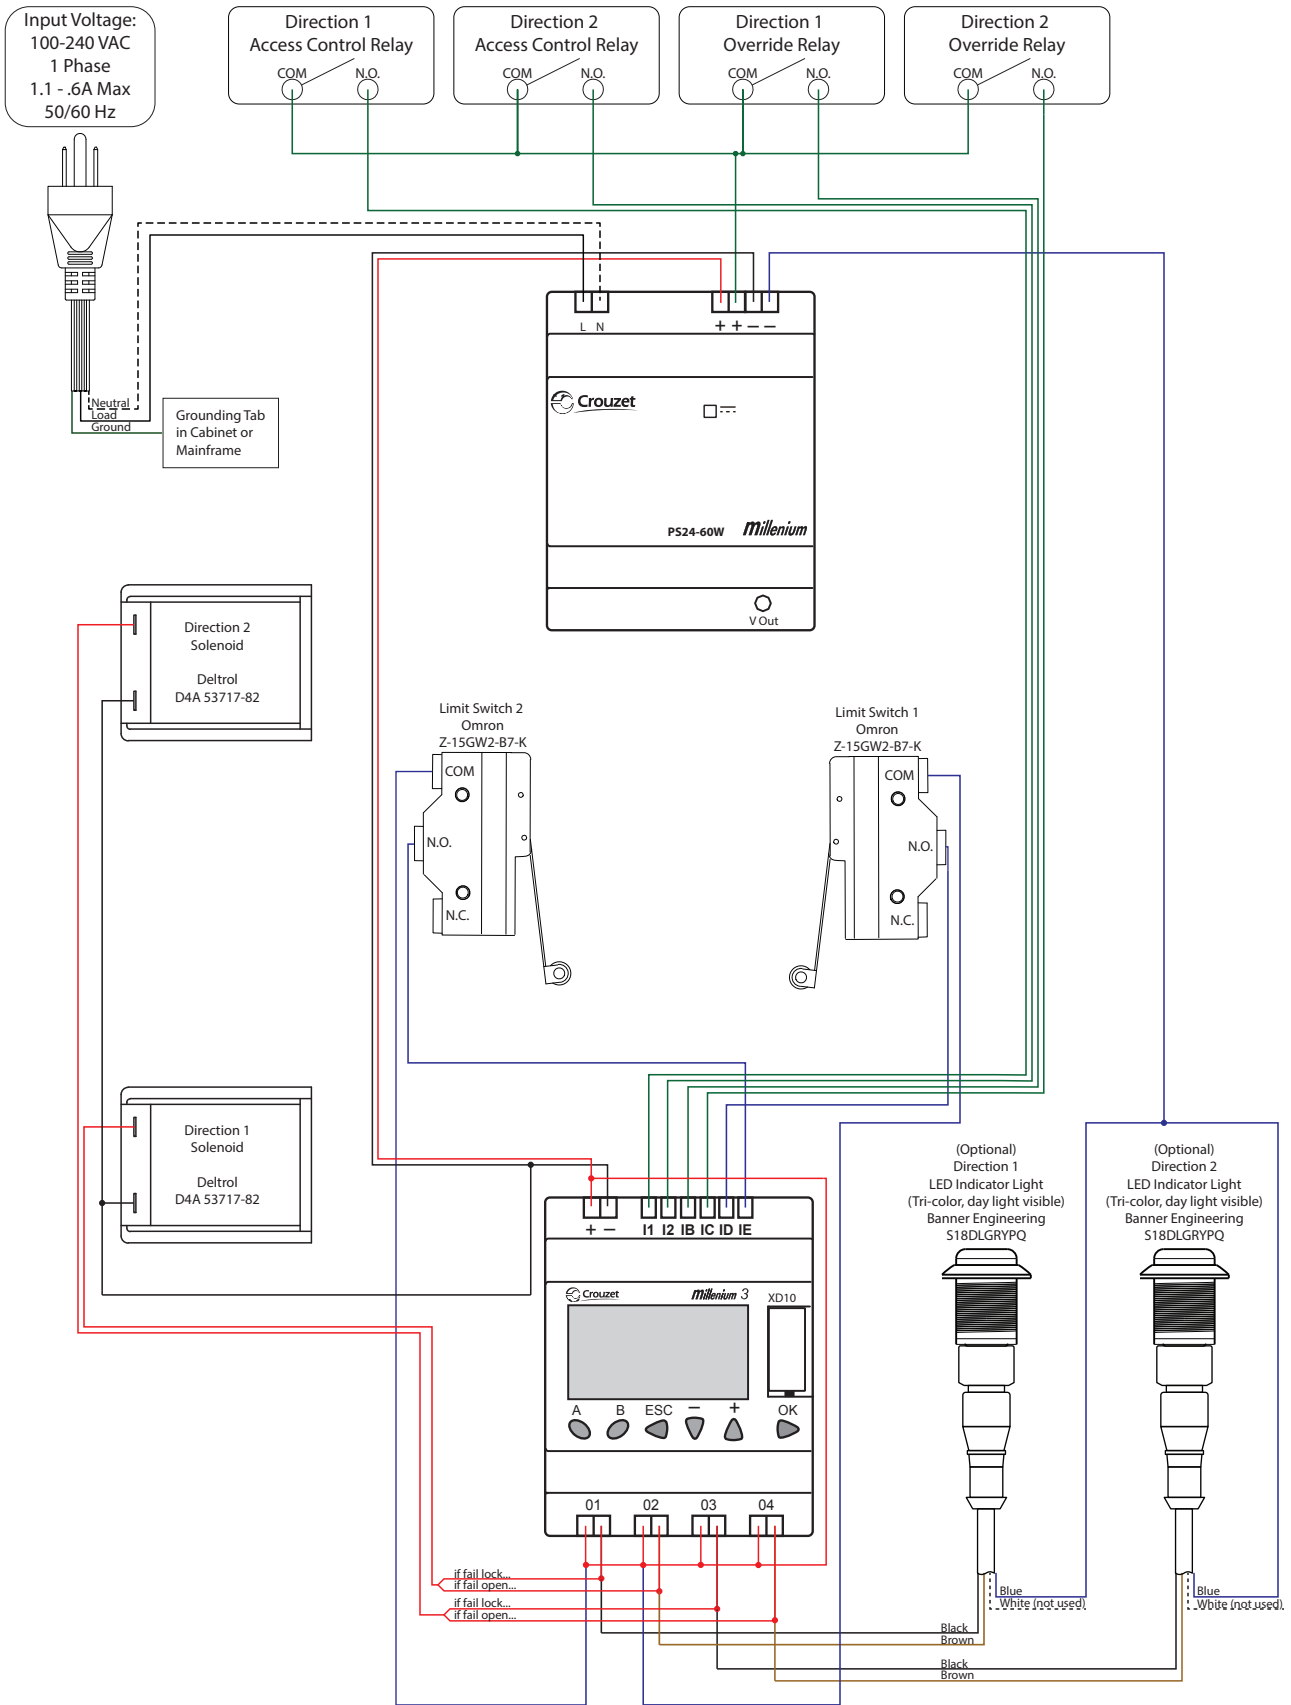 Input Voltage:
100-240 VAC
1 Phase
1.1 - .6A Max
50/60 Hz
Direction 1
Access Control Relay
COM
N.O.
Direction 2
Access Control Relay
COM
N.O.
Direction 1
Override Relay
COM
N.O.
Direction 2
Override Relay
COM
N.O.
Neutral
Load
Ground
Grounding Tab
in Cabinet or
Mainframe
L N
+ + − −
Crouzet
PS24-60W millenium
V Out
Direction 2
Solenoid
Deltrol
D4A 53717-82
Limit Switch 2
Omron
Z-15GW2-B7-K
COM
N.O.
N.C.
Limit Switch 1
Omron
Z-15GW2-B7-K
COM
N.O.
N.C.
Direction 1
Solenoid
Deltrol
D4A 53717-82
+ − I1 I2 IB IC ID IE
Crouzet millenium 3 XD10
A B ESC − + OK
01 02 03 04
(Optional)
Direction 1
LED Indicator Light
(Tri-color, day light visible)
Banner Engineering
S18DLGRYPQ
(Optional)
Direction 2
LED Indicator Light
(Tri-color, day light visible)
Banner Engineering
S18DLGRYPQ
if fail lock...
if fail open...
if fail lock...
if fail open...
Blue
White (not used)
Blue
White (not used)
Black
Brown
Black
Brown